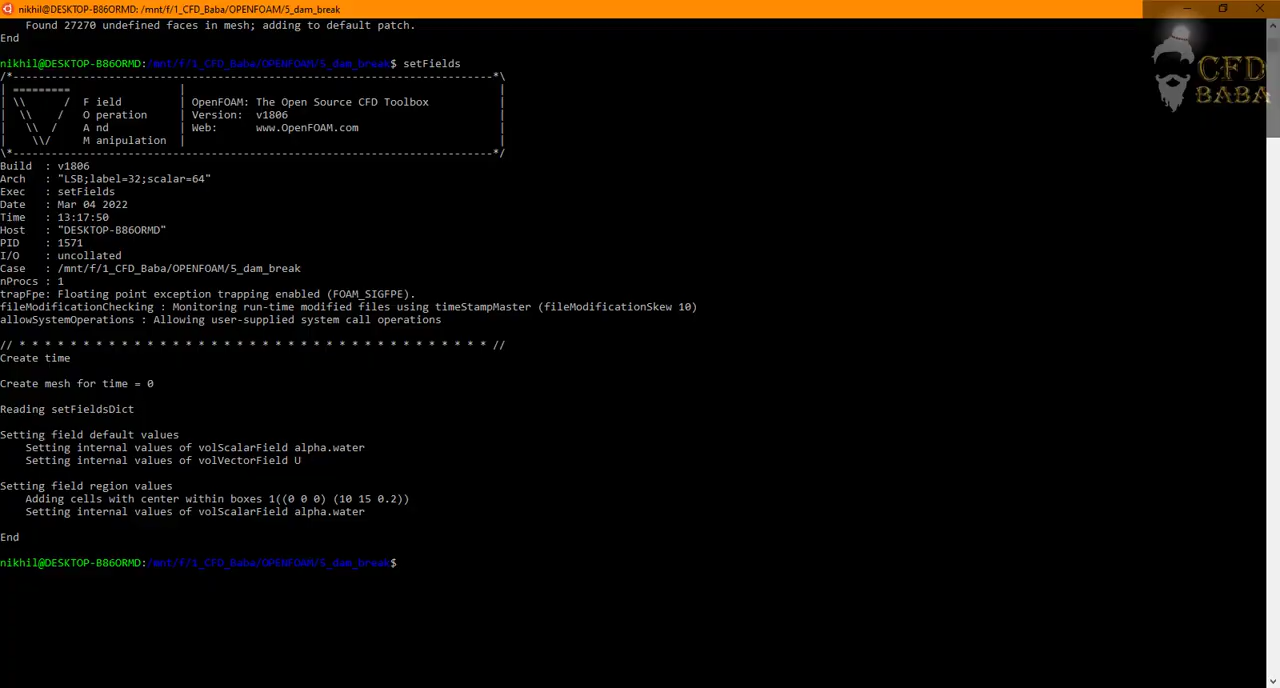 nikhil@DESKTOP-B86ORMD: /mnt/f/1_CFD_Baba/OPENFOAM/5_dam_break
Found 27270 undefined faces in mesh; adding to default patch.
End
nikhil@DESKTOP-B86ORMD:/mnt/f/1_CFD_Baba/OPENFOAM/5_dam_break$ setFields
/*---------------------------------------------------------------------------*\
| =========                 |                                                 |
| \\      /  F ield         | OpenFOAM: The Open Source CFD Toolbox           |
|  \\    /   O peration     | Version:  v1806                                 |
|   \\  /    A nd           | Web:      www.OpenFOAM.com                      |
|    \\/     M anipulation  |                                                 |
\*---------------------------------------------------------------------------*/
Build  : v1806
Arch   : "LSB;label=32;scalar=64"
Exec   : setFields
Date   : Mar 04 2022
Time   : 13:17:50
Host   : "DESKTOP-B86ORMD"
PID    : 1571
I/O    : uncollated
Case   : /mnt/f/1_CFD_Baba/OPENFOAM/5_dam_break
nProcs : 1
trapFpe: Floating point exception trapping enabled (FOAM_SIGFPE).
fileModificationChecking : Monitoring run-time modified files using timeStampMaster (fileModificationSkew 10)
allowSystemOperations : Allowing user-supplied system call operations
// * * * * * * * * * * * * * * * * * * * * * * * * * * * * * * * * * * * * * //
Create time
Create mesh for time = 0
Reading setFieldsDict
Setting field default values
Setting internal values of volScalarField alpha.water
Setting internal values of volVectorField U
Setting field region values
Adding cells with center within boxes 1((0 0 0) (10 15 0.2))
Setting internal values of volScalarField alpha.water
End
nikhil@DESKTOP-B86ORMD:/mnt/f/1_CFD_Baba/OPENFOAM/5_dam_break$
CFD
BABA